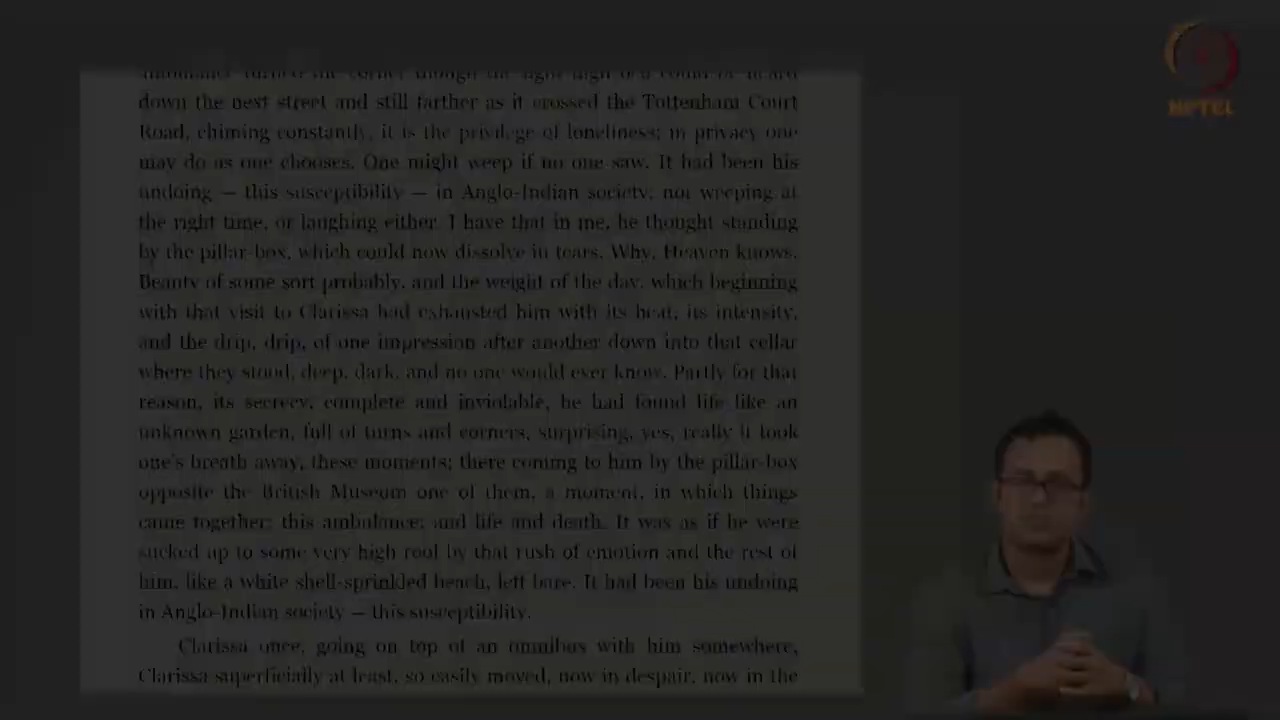 down the next street and still farther as it crossed the Tottenham Court
Road, chiming constantly, it is the privilege of loneliness; in privacy one
may do as one chooses. One might weep if no one saw. It had been his
undoing — this susceptibility — in Anglo-Indian society; not weeping at
the right time, or laughing either. I have that in me, he thought standing
by the pillar-box, which could now dissolve in tears. Why, Heaven knows.
Beauty of some sort probably, and the weight of the day, which beginning
with that visit to Clarissa had exhausted him with its heat, its intensity,
and the drip, drip, of one impression after another down into that cellar
where they stood, deep, dark, and no one would ever know. Partly for that
reason, its secrecy, complete and inviolable, he had found life like an
unknown garden, full of turns and corners, surprising, yes; really it took
one's breath away, these moments; there coming to him by the pillar-box
opposite the British Museum one of them, a moment, in which things
came together; this ambulance; and life and death. It was as if he were
sucked up to some very high roof by that rush of emotion and the rest of
him, like a white shell-sprinkled beach, left bare. It had been his undoing
in Anglo-Indian society — this susceptibility.
Clarissa once, going on top of an omnibus with him somewhere,
Clarissa superficially at least, so easily moved, now in despair, now in the
NPTEL